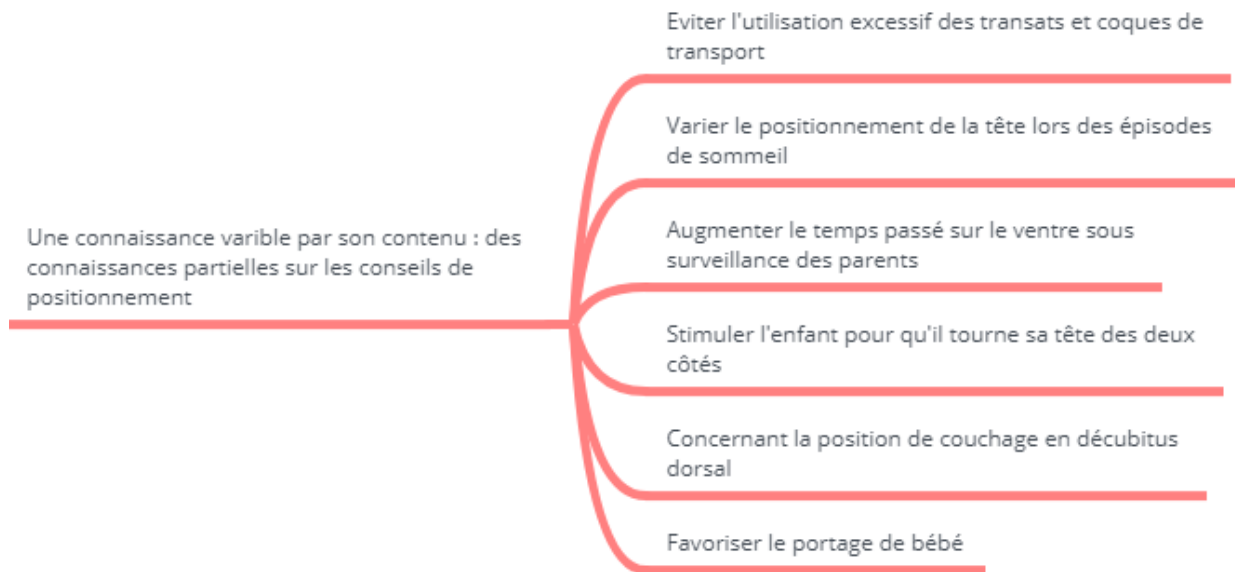 Une connaissance varible par son contenu : des
connaissances partielles sur les conseils de
positionnement
Eviter l'utilisation excessif des transats et coques de
transport
Varier le positionnement de la tête lors des épisodes
de sommeil
Augmenter le temps passé sur le ventre sous
surveillance des parents
Stimuler l'enfant pour qu'il tourne sa tête des deux
côtés
Concernant la position de couchage en décubitus
dorsal
Favoriser le portage de bébé